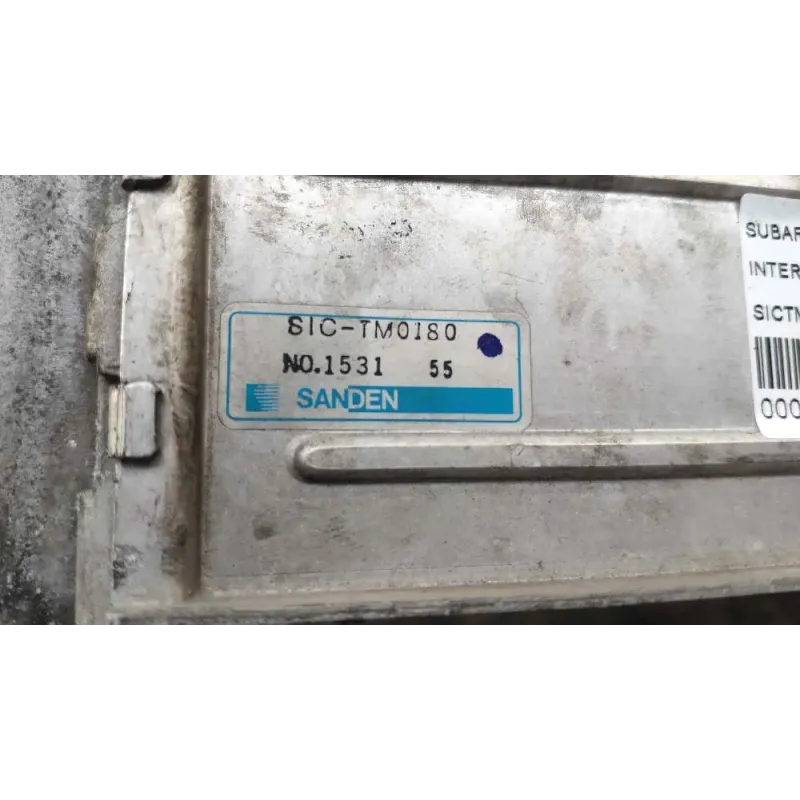 SIC-TM0180
NO.1531 55
SANDEN
SUBAR
INTER
SICTM
000